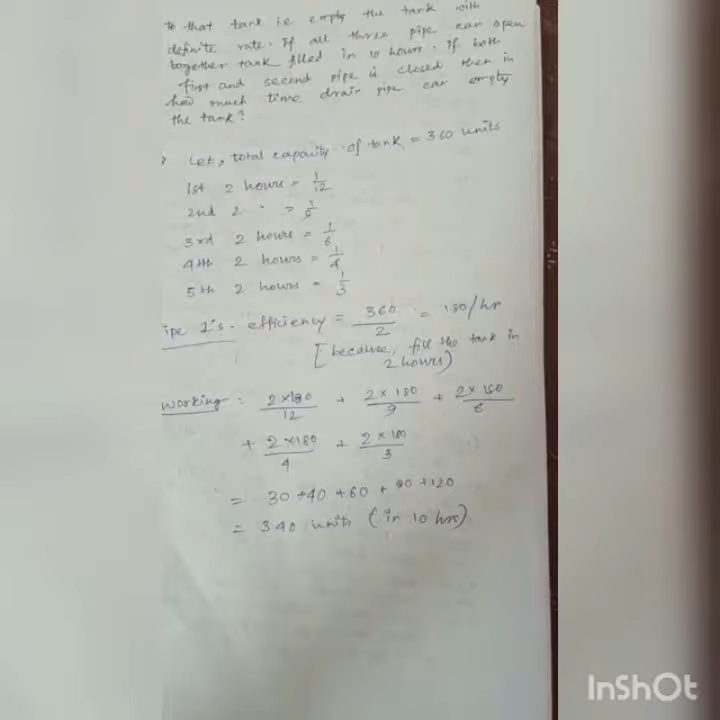 to that tank i.e empty the tank with
definite rate. If all three pipe can open
together tank filled in 10 hours. If both
first and second pipe is closed then in
how much time drain pipe can empty
the tank?
Let, total capacity of tank = 360 units
1st 2 hours = 1/12
2nd 2 " = 1/9
3rd 2 hours = 1/6
4th 2 hours = 1/4
5th 2 hours = 1/3
ipe 1's efficiency = 360/2 = 180/hr
[because, fill the tank in
2 hours)
working : 2×180/12 + 2×180/9 + 2×180/6
+ 2×180/4 + 2×180/3
= 30+40+60+90+120
= 340 units (in 10 hrs)
InShOt